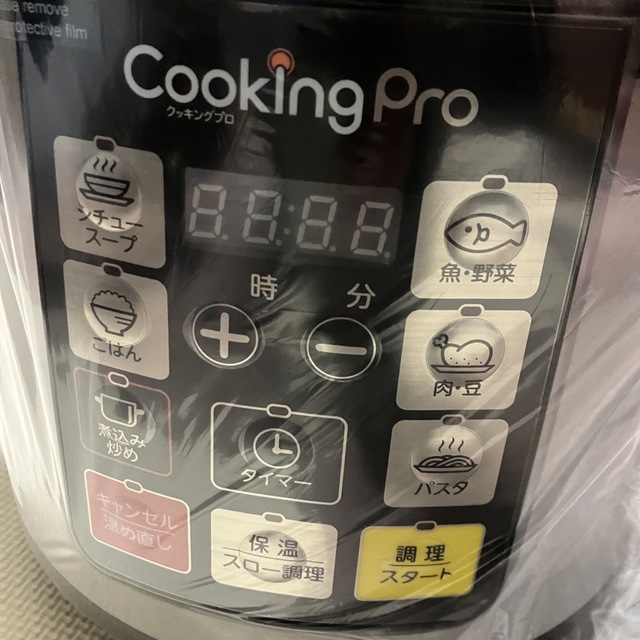 remove
protective film
CookingPro
クッキングプロ
シチュー
スープ
魚・野菜
時 分
ごはん
肉・豆
煮込み
炒め
タイマー
パスタ
キャンセル
温め直し
保温
スロー調理
調理
スタート